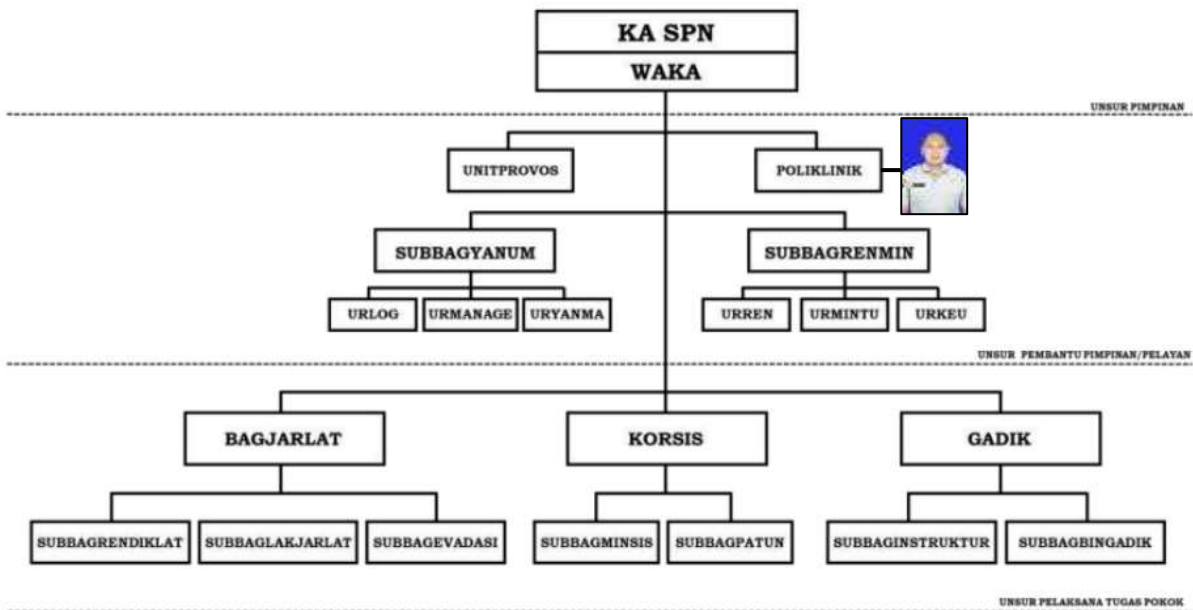 KA SPN
WAKA
UNSUR PIMPINAN
UNITPROVOS
POLIKLINIK
SUBBAGYANUM
SUBBAGRENMIN
URLOG
URMANAGE
URYANMA
URREN
URMINTU
URKEU
UNSUR PEMBANTU PIMPINAN/PELAYAN
BAGJARLAT
KORSIS
GADIK
SUBBAGRENDIKLAT
SUBBAGLAKJARLAT
SUBBAGEVADASI
SUBBAGMINSIS
SUBBAGPATUN
SUBBAGINSTRUKTUR
SUBBAGBINGADIK
UNSUR PELAKSANA TUGAS POKOK